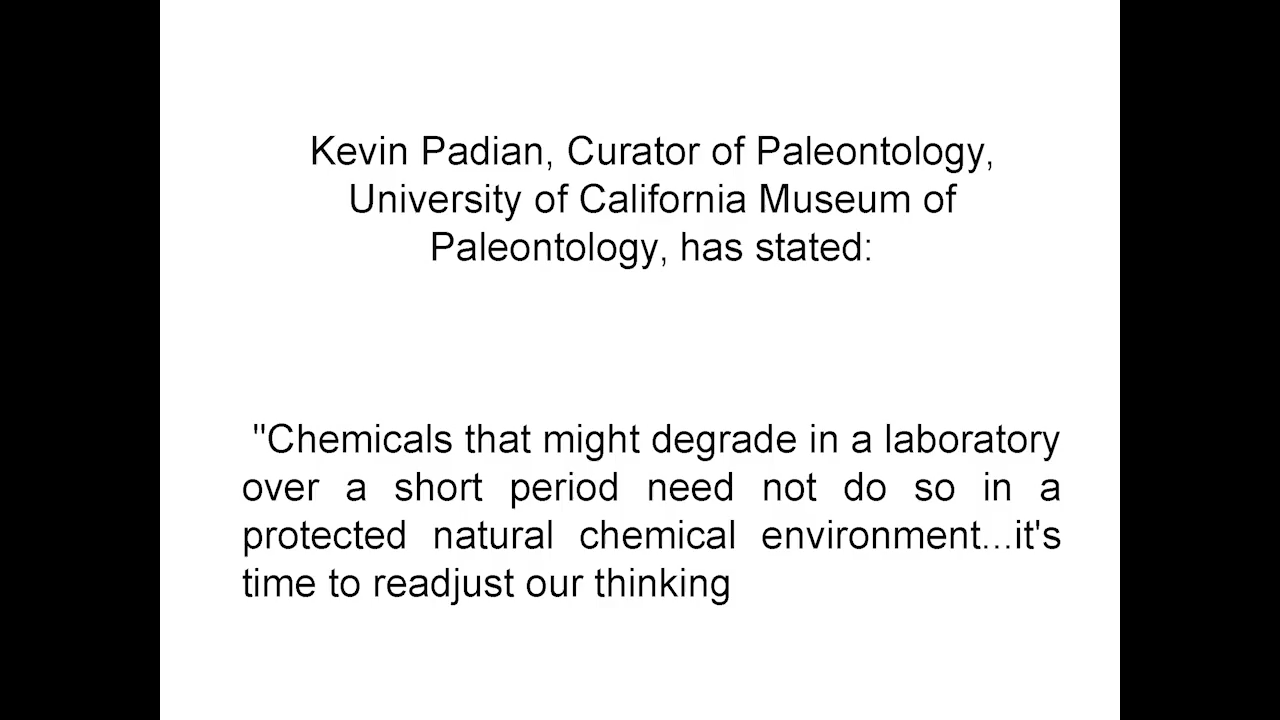 Kevin Padian, Curator of Paleontology,
University of California Museum of
Paleontology, has stated:
"Chemicals that might degrade in a laboratory
over a short period need not do so in a
protected natural chemical environment...it's
time to readjust our thinking